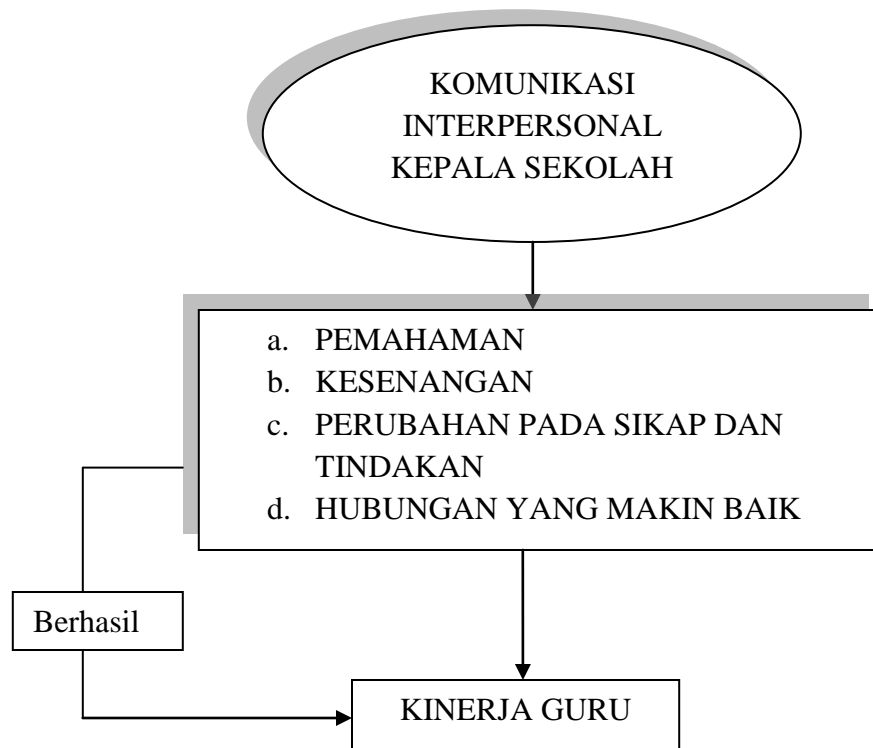 KOMUNIKASI
INTERPERSONAL
KEPALA SEKOLAH
a. PEMAHAMAN
b. KESENANGAN
c. PERUBAHAN PADA SIKAP DAN
TINDAKAN
d. HUBUNGAN YANG MAKIN BAIK
Berhasil
KINERJA GURU